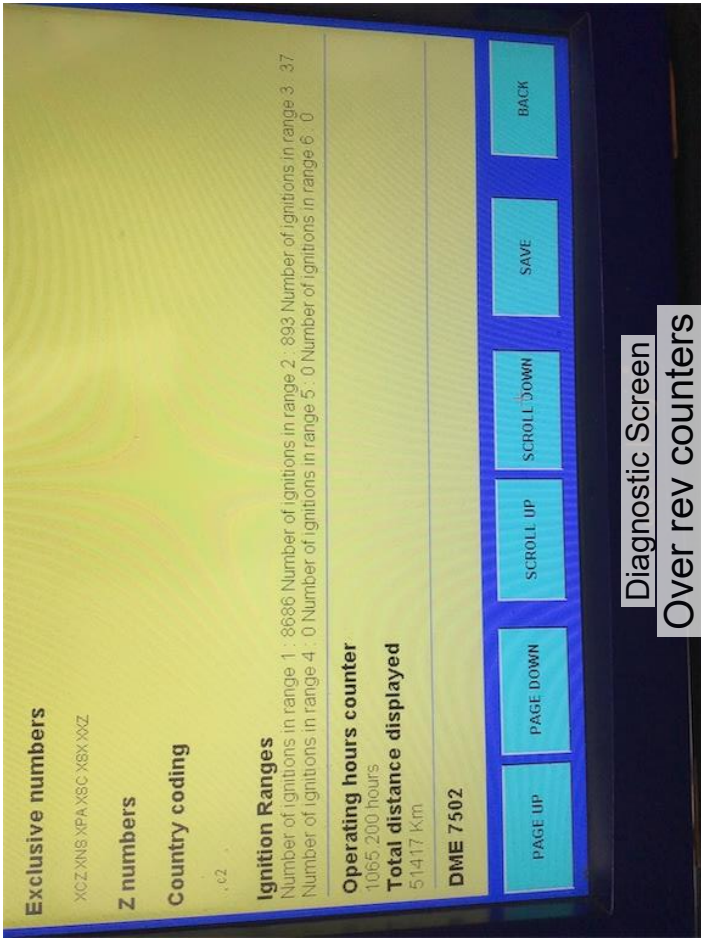 Exclusive numbers
XCZ XNS XPA XSC XSX XXZ
Z numbers
Country coding
, c2
Ignition Ranges
Number of ignitions in range 1 : 8686 Number of ignitions in range 2 : 893 Number of ignitions in range 3 : 37
Number of ignitions in range 4 : 0 Number of ignitions in range 5 : 0 Number of ignitions in range 6 : 0
Operating hours counter
1065.200 hours
Total distance displayed
51417 Km
DME 7502
PAGE UP
PAGE DOWN
SCROLL UP
SCROLL DOWN
SAVE
BACK
Diagnostic Screen
Over rev counters